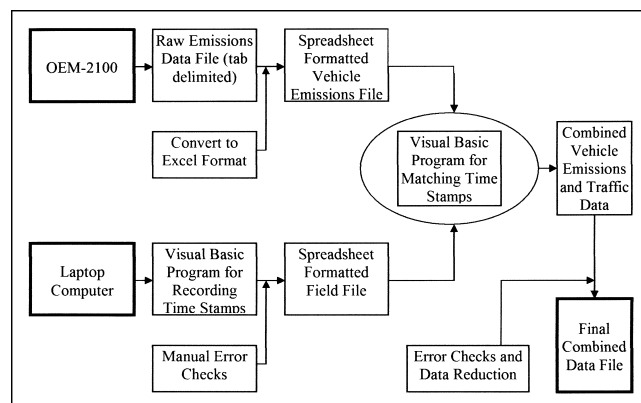 OEM-2100
Raw Emissions
Data File (tab
delimited)
Spreadsheet
Formatted
Vehicle
Emissions File
Convert to
Excel Format
Visual Basic
Program for
Matching Time
Stamps
Combined
Vehicle
Emissions
and Traffic
Data
Laptop
Computer
Visual Basic
Program for
Recording
Time Stamps
Spreadsheet
Formatted
Field File
Manual Error
Checks
Error Checks and
Data Reduction
Final
Combined
Data File